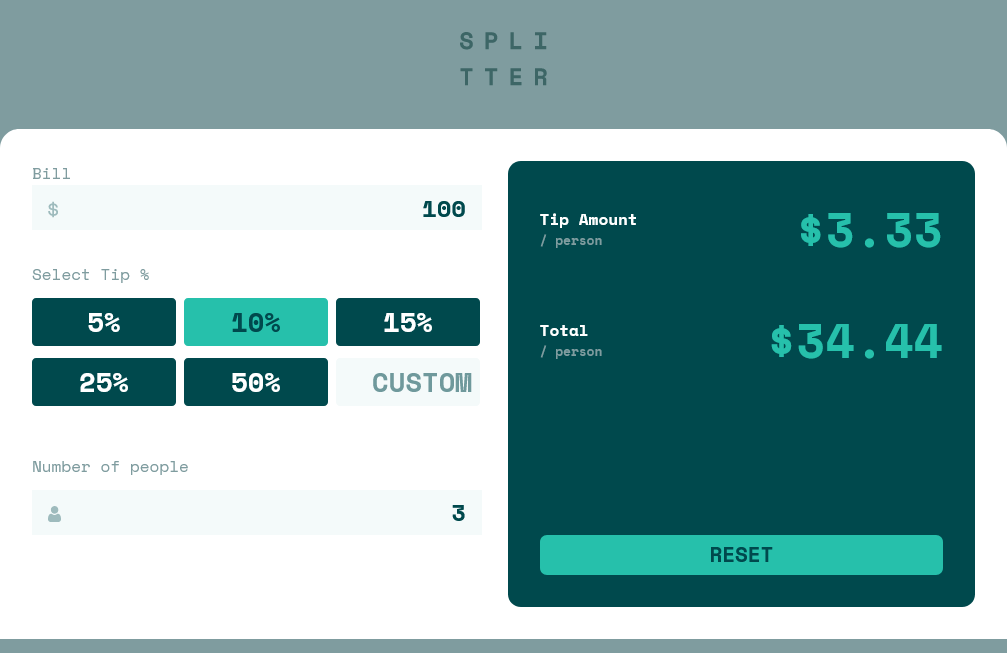 SPLI
TTER
Bill
$ 100
Select Tip %
5% 10% 15%
25% 50% CUSTOM
Number of people
3
Tip Amount
/ person
$3.33
Total
/ person
$34.44
RESET